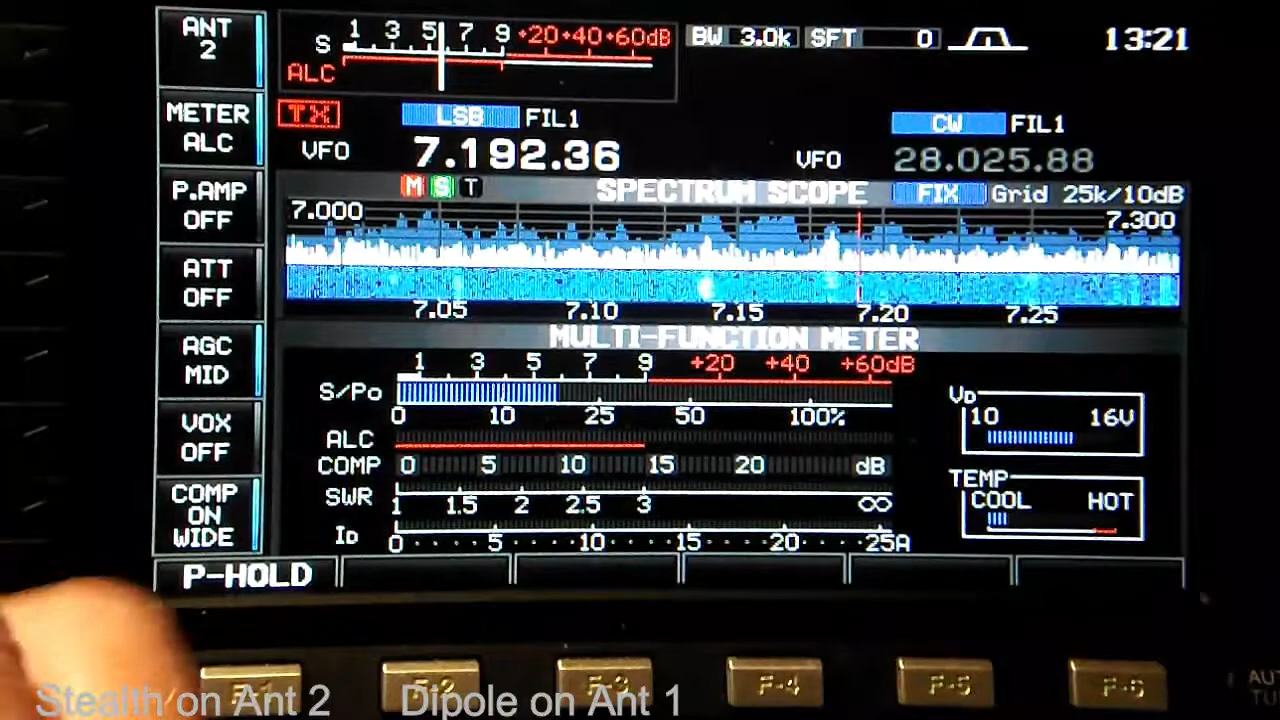 ANT
2
METER
ALC
P.AMP
OFF
ATT
OFF
AGC
MID
VOX
OFF
COMP
ON
WIDE
S 1 3 5 7 9 +20+40+60dB
ALC
BW 3.0k SFT 0
13:21
TX LSB FIL1
VFO 7.192.36
CW FIL1
VFO 28.025.88
M S T SPECTRUM SCOPE FIX Grid 25k/10dB
7.000 7.300
7.05 7.10 7.15 7.20 7.25
MULTI-FUNCTION METER
1 3 5 7 9 +20 +40 +60dB
S/Po
0 10 25 50 100%
ALC
COMP 0 5 10 15 20 dB
SWR 1 1.5 2 2.5 3 ∞
ID 0 5 10 15 20 25A
VD
10 16V
TEMP
COOL HOT
P-HOLD
F-1 F-2 F-3 F-4 F-5 F-6
Stealth on Ant 2 Dipole on Ant 1